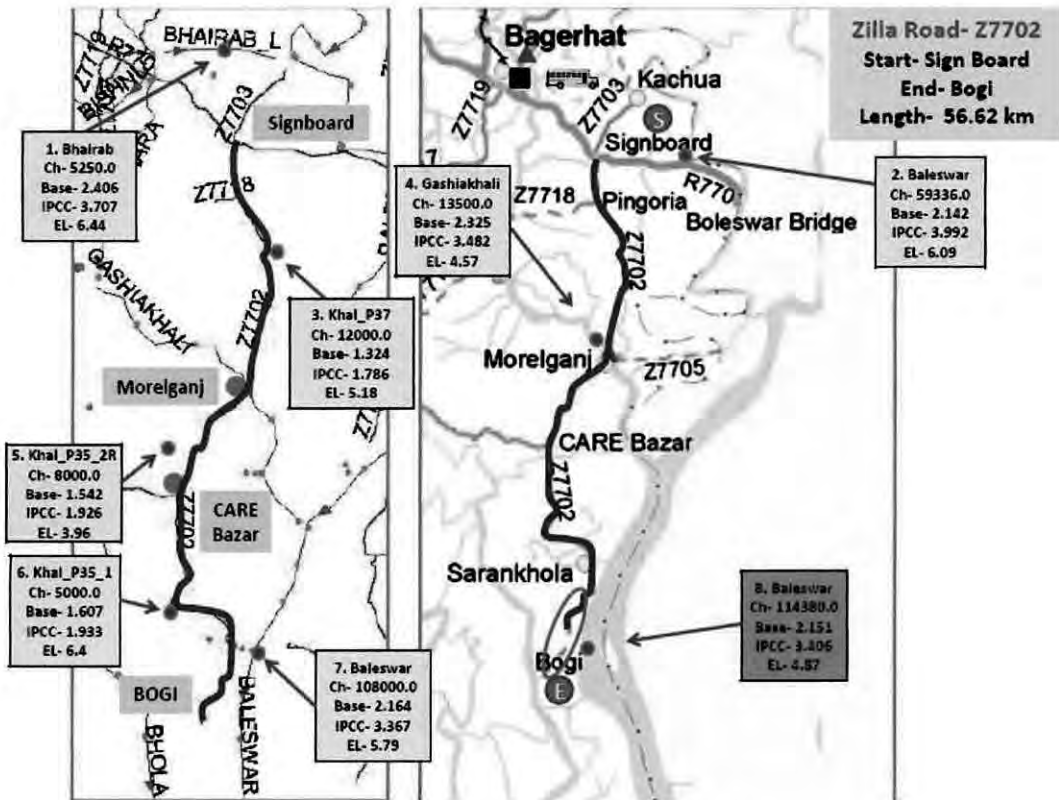 Zilla Road- Z7702
Start- Sign Board
End- Bogi
Length- 56.62 km
BHAIRAB L
Z7719
Z7703
Signboard
1. Bhairab
Ch- 5250.0
Base- 2.406
IPCC- 3.707
EL- 6.44
Z7718
GASHIAKHALI
Z7702
3. Khal_P37
Ch- 12000.0
Base- 1.324
IPCC- 1.786
EL- 5.18
Morelganj
5. Khal_P35_2R
Ch- 8000.0
Base- 1.542
IPCC- 1.926
EL- 3.96
CARE
Bazar
Z7702
6. Khal_P35_1
Ch- 5000.0
Base- 1.607
IPCC- 1.933
EL- 6.4
7. Baleswar
Ch- 108000.0
Base- 2.164
IPCC- 3.367
EL- 5.79
BOGI
BHOLA
BALESWAR
Bagerhat
Kachua
Z7719
Z7703
S
Signboard
R770
2. Baleswar
Ch- 59336.0
Base- 2.142
IPCC- 3.992
EL- 6.09
4. Gashiakhali
Ch- 13500.0
Base- 2.325
IPCC- 3.482
EL- 4.57
Z7718
Pingoria
Boleswar Bridge
Z7702
Morelganj
Z7705
CARE Bazar
Z7702
Sarankhola
8. Baleswar
Ch- 114380.0
Base- 2.151
IPCC- 3.406
EL- 4.87
Bogi
E